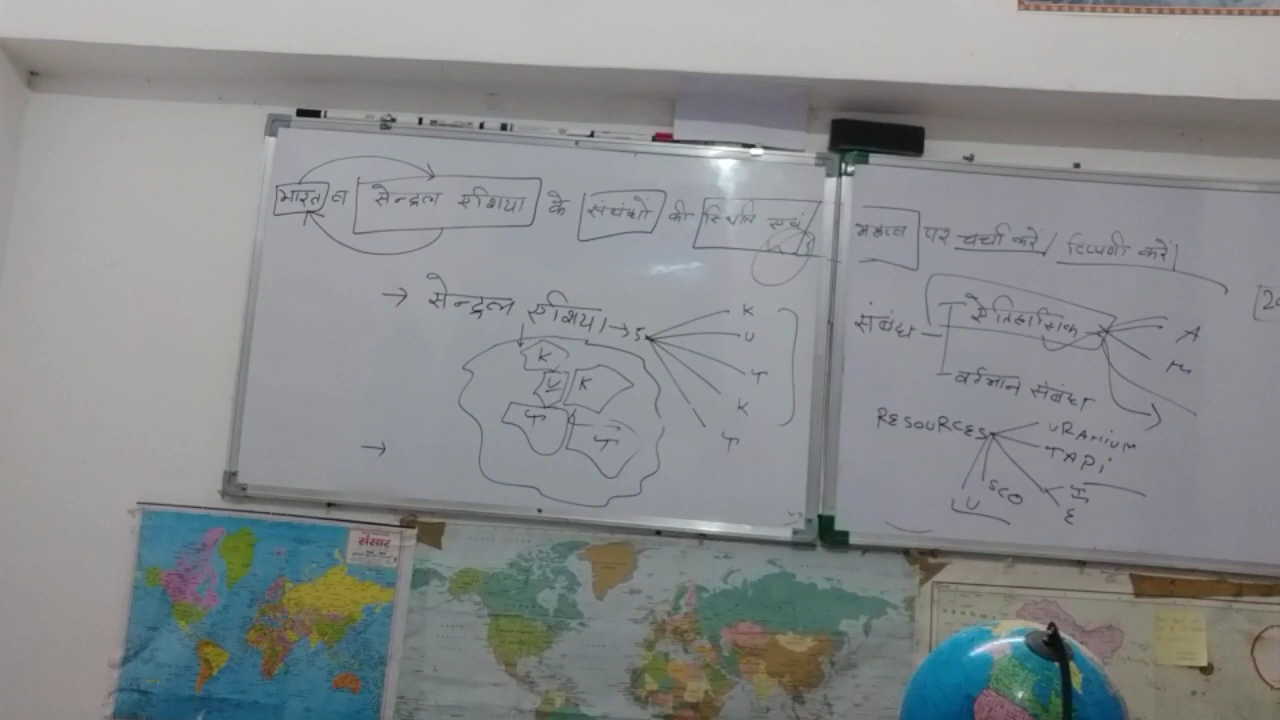 भारत व सेन्द्रल एशिया के संबंधों की स्थिति एवं
महत्व पर चर्चा करें/ टिप्पणी करें|
→ सेन्द्रल एशिया → 5
K
U
T
K
T
K
U K
T T
→
संबंध
ऐतिहासिक
A
M
वर्तमान संबंध
RESOURCES
URANIUM
TAPi
I
E
SCO
U
संसार